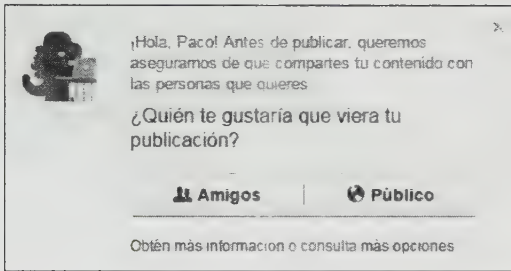 ¡Hola, Paco! Antes de publicar, queremos
asegurarnos de que compartes tu contenido con
las personas que quieres
¿Quién te gustaría que viera tu
publicación?
Amigos
Público
Obtén más información o consulta más opciones